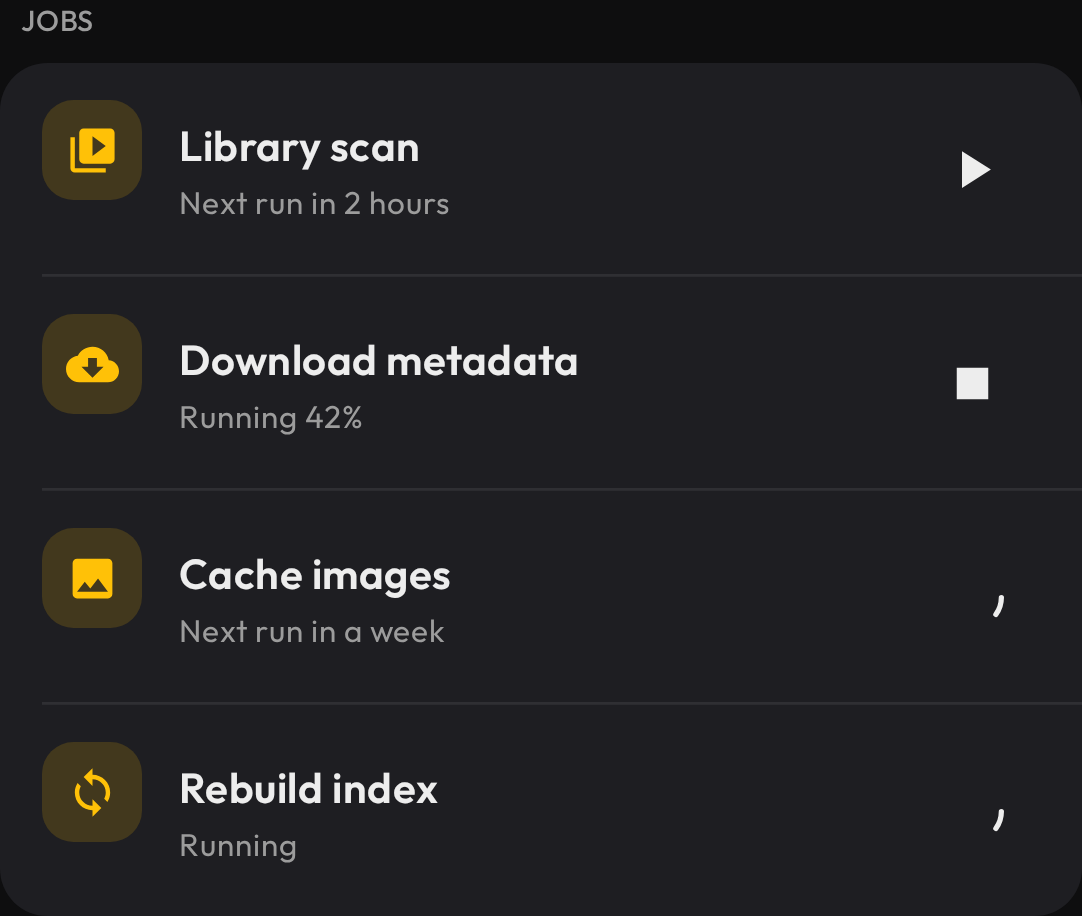 JOBS
Library scan
Next run in 2 hours
Download metadata
Running 42%
Cache images
Next run in a week
Rebuild index
Running